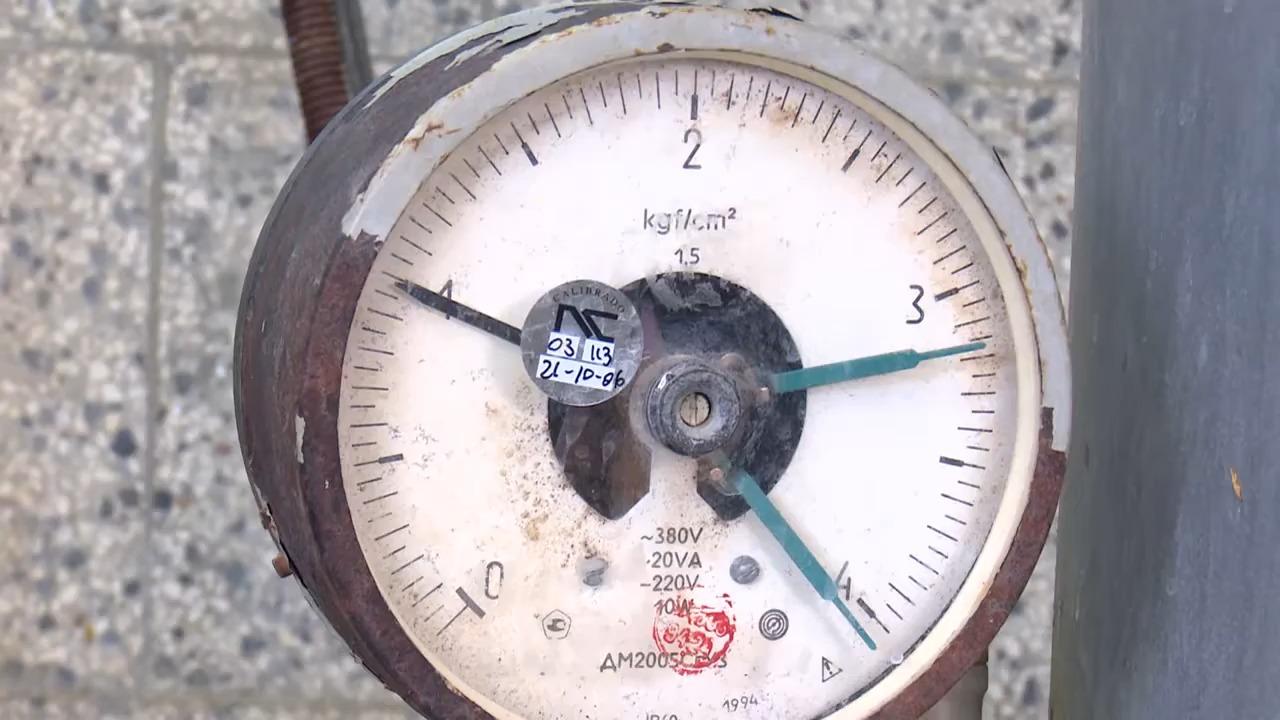 2
kgf/cm²
1.5
1
3
CALIBRADO
03 113
21-10-06
0
4
~380V
20VA
-220V
10W
1994